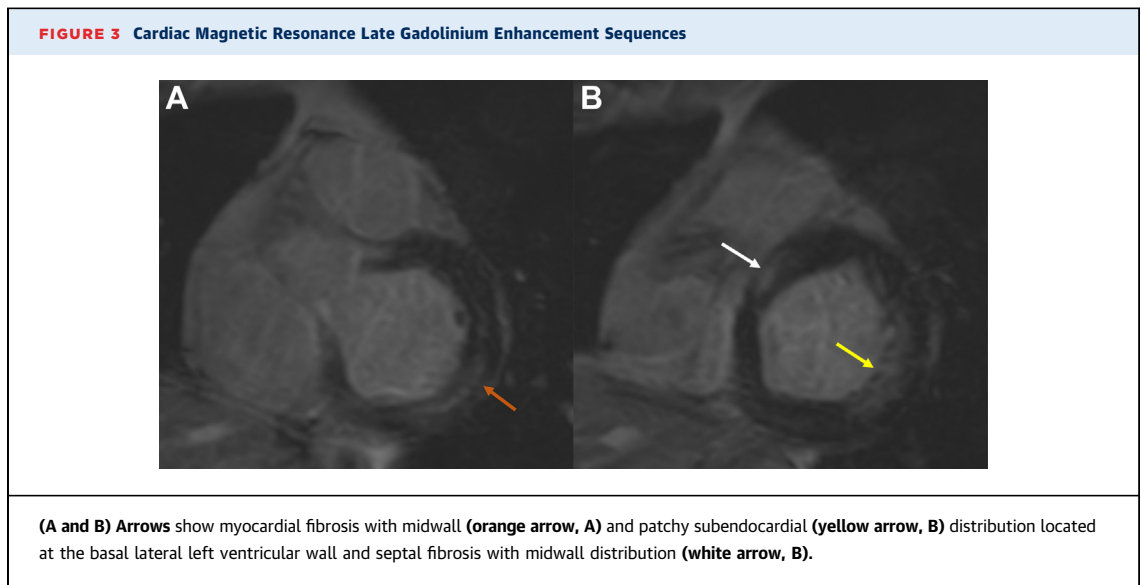 FIGURE 3 Cardiac Magnetic Resonance Late Gadolinium Enhancement Sequences
A
B
(A and B) Arrows show myocardial fibrosis with midwall (orange arrow, A) and patchy subendocardial (yellow arrow, B) distribution located
at the basal lateral left ventricular wall and septal fibrosis with midwall distribution (white arrow, B).